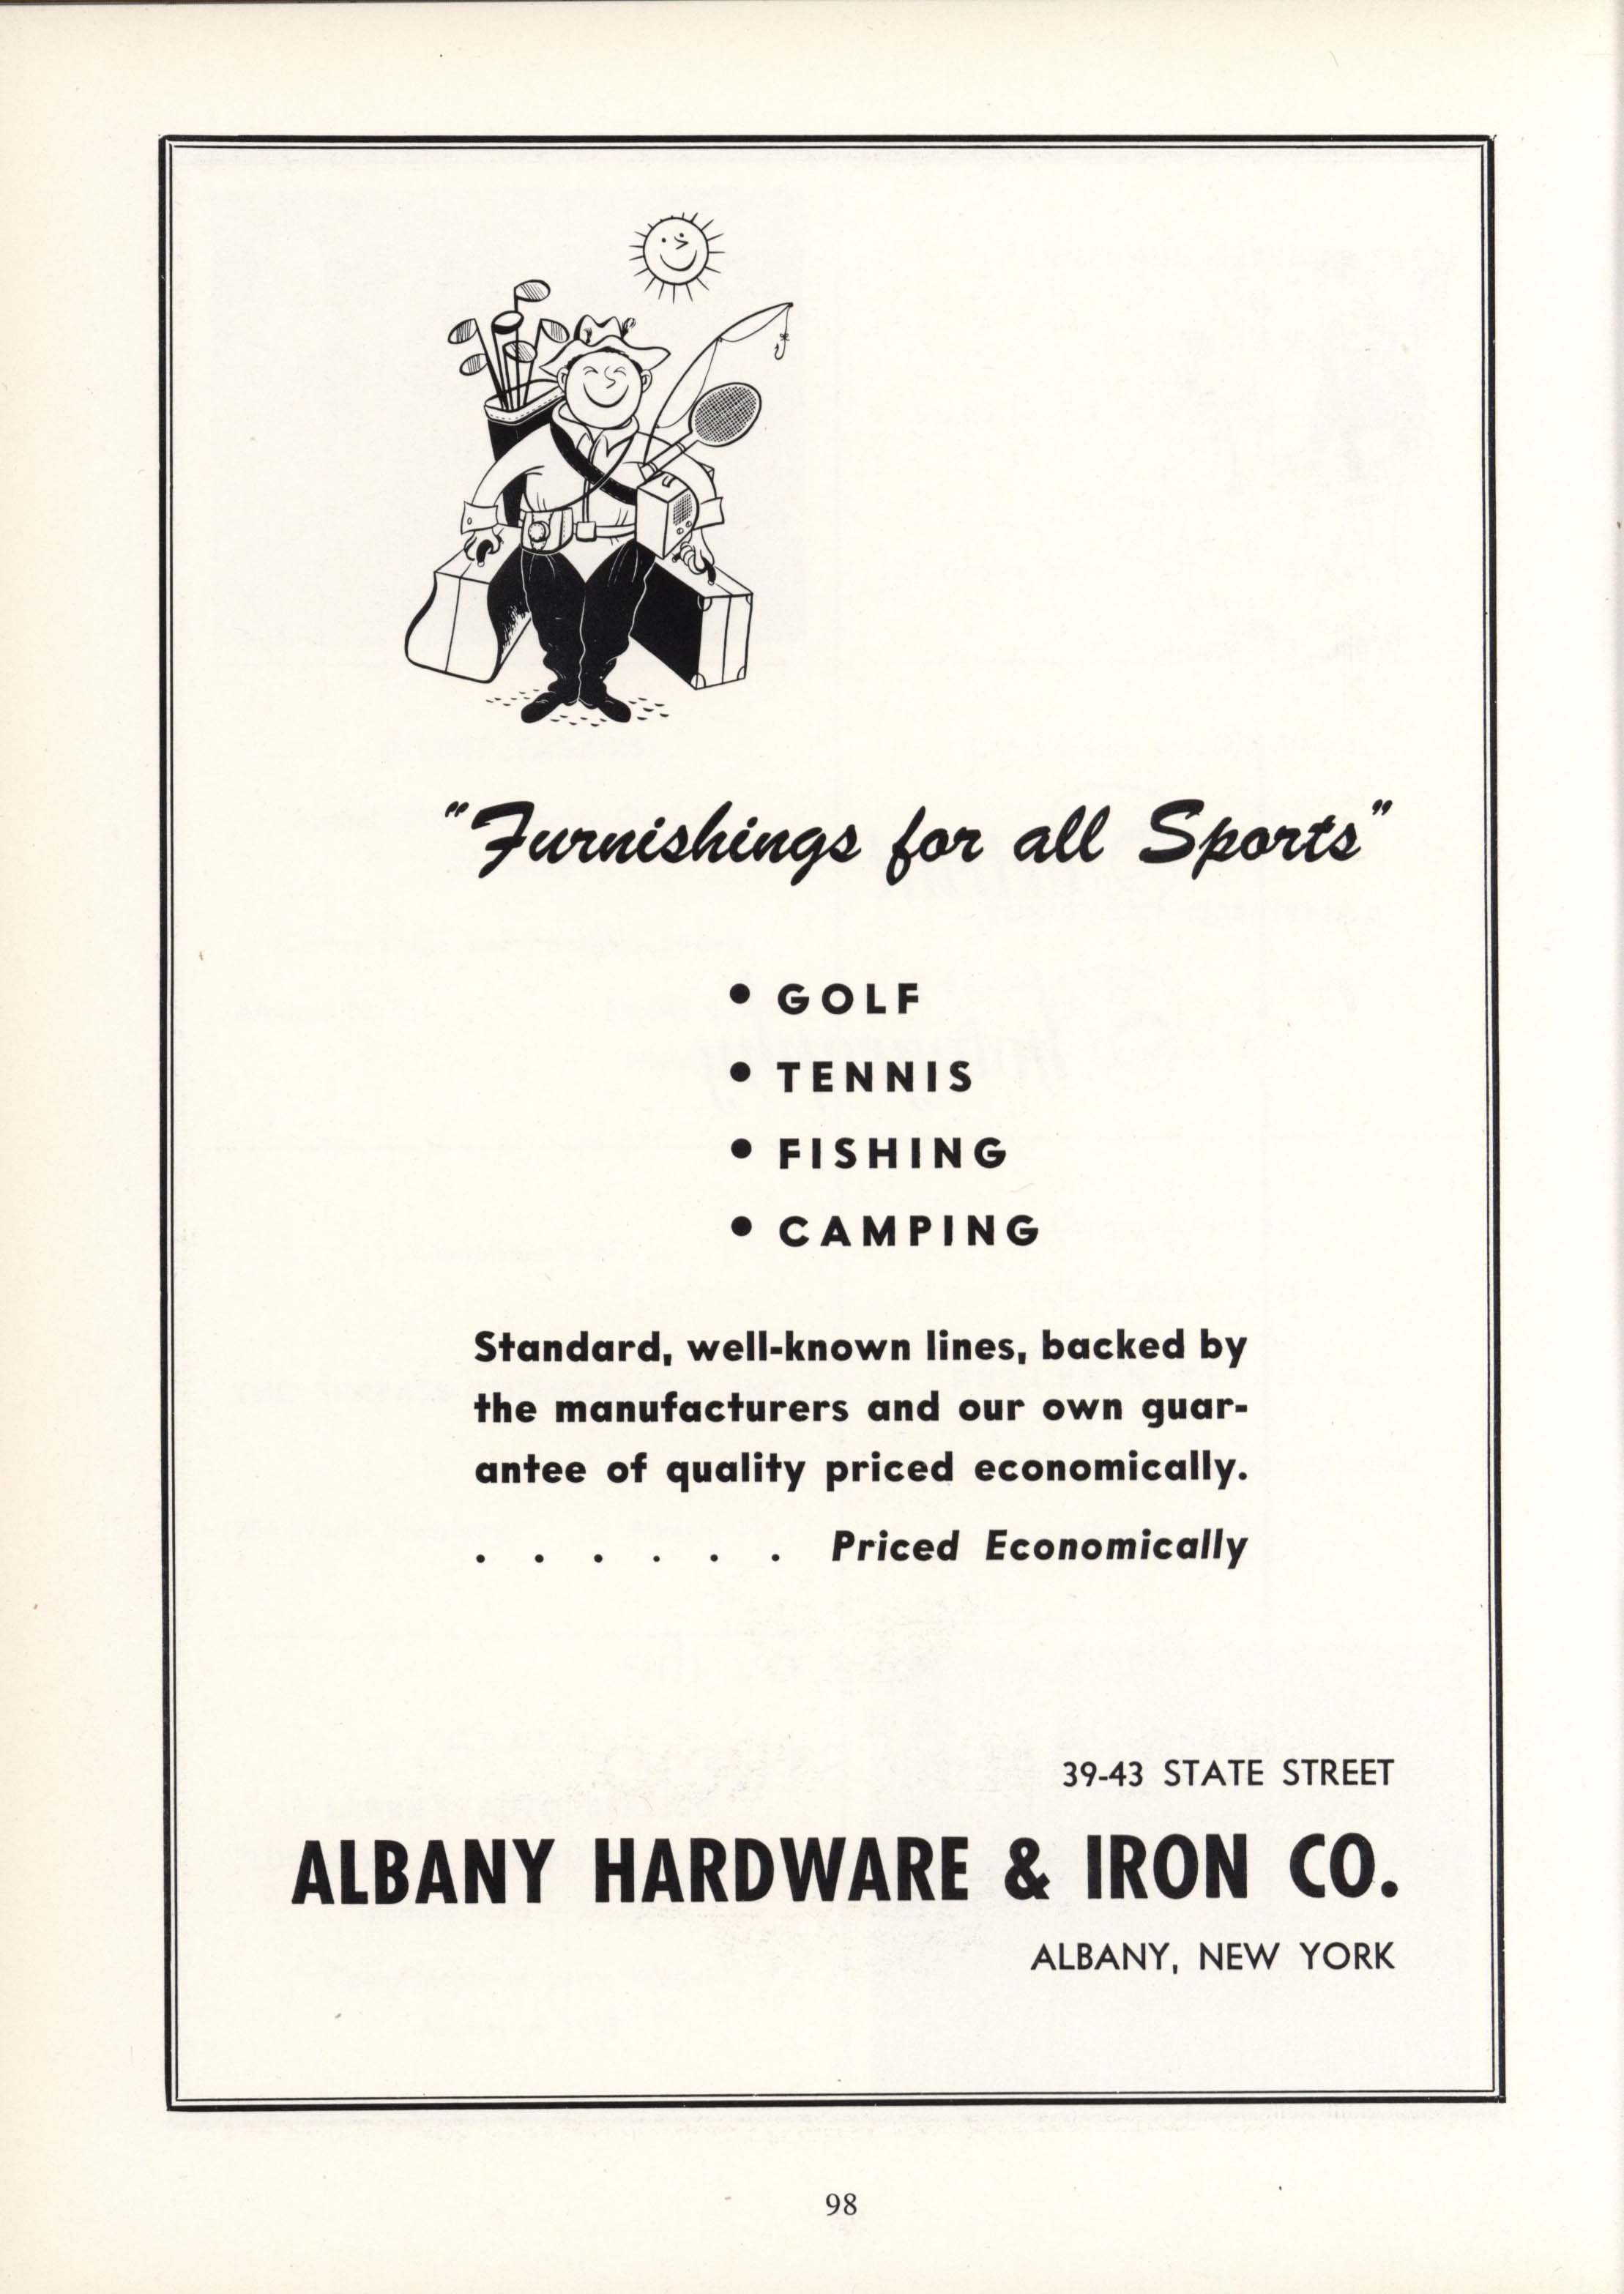 "Furnishings for all Sports"
• GOLF
• TENNIS
• FISHING
• CAMPING
Standard, well-known lines, backed by
the manufacturers and our own guar-
antee of quality priced economically.
. . . . . . Priced Economically
39-43 STATE STREET
ALBANY HARDWARE & IRON CO.
ALBANY, NEW YORK
98